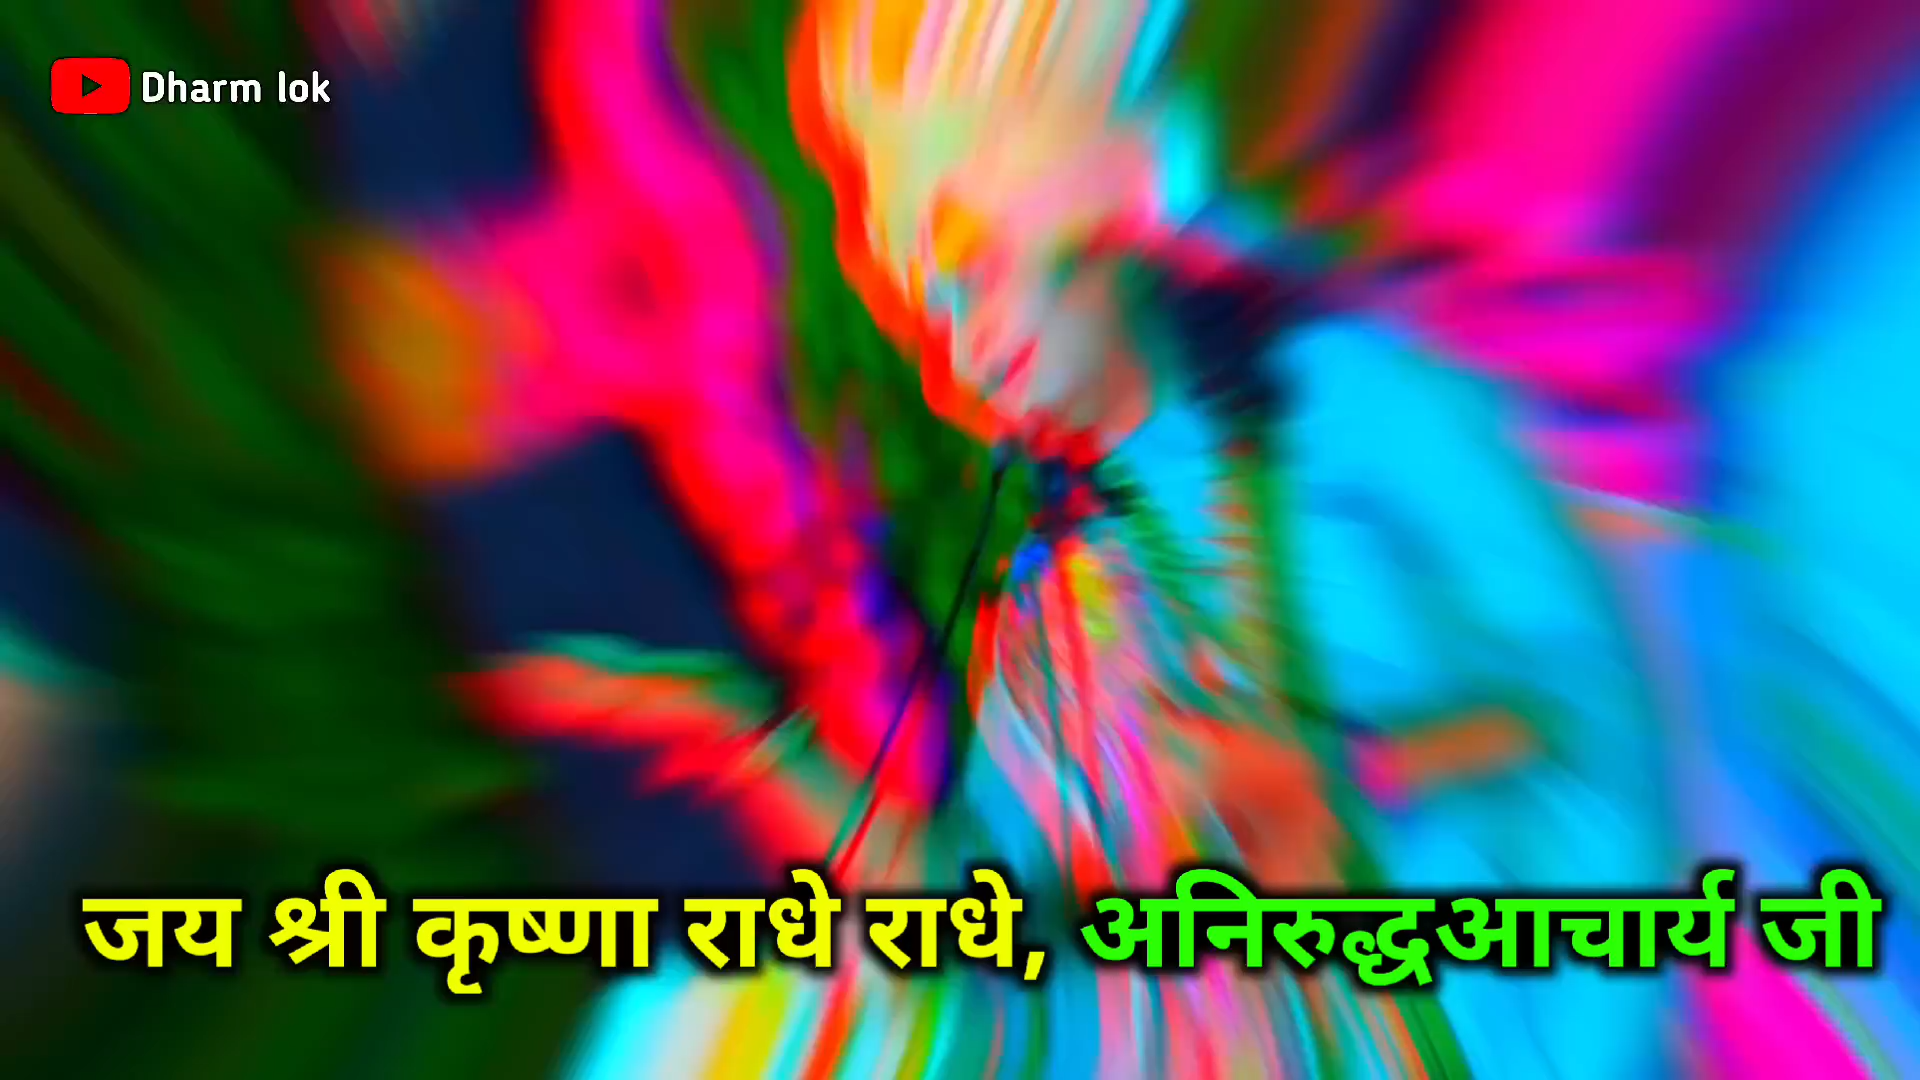 Dharm lok
जय श्री कृष्णा राधे राधे, अनिरुद्धआचार्य जी